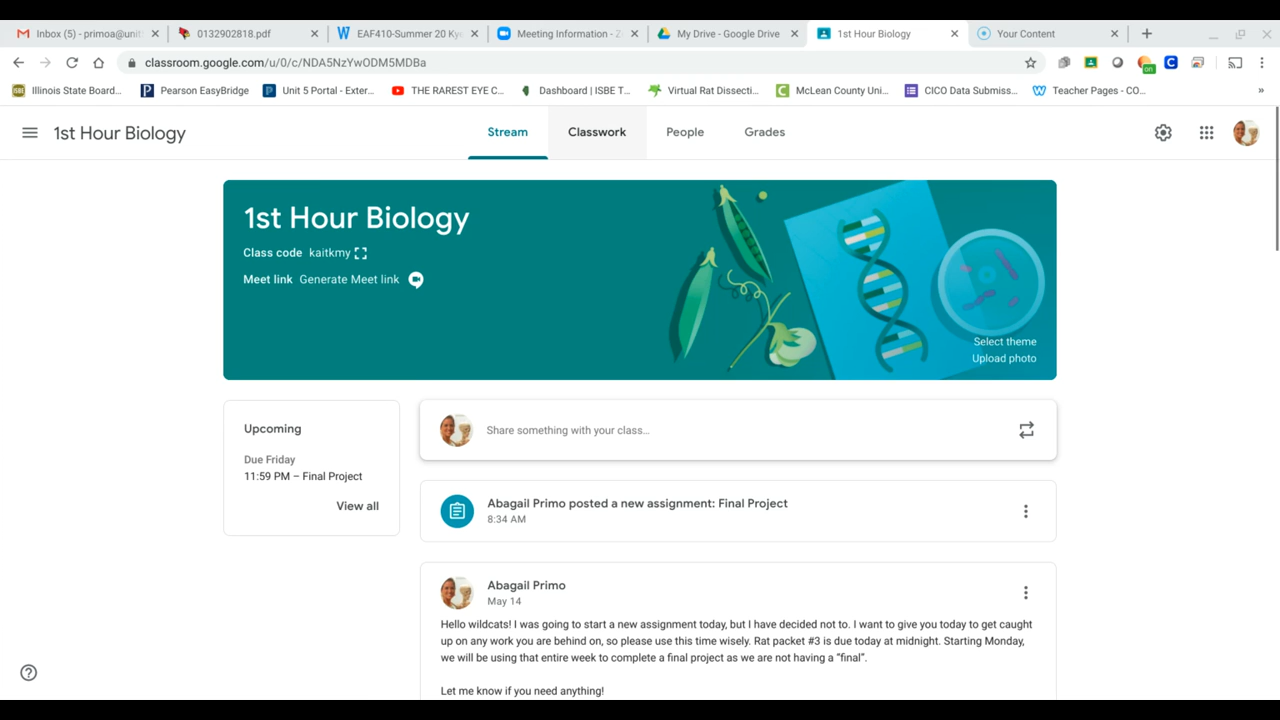 Inbox (5) - primoa@unit
0132902818.pdf
EAF410-Summer 20 Kye
Meeting Information - Z
My Drive - Google Drive
1st Hour Biology
Your Content
classroom.google.com/u/0/c/NDA5NzYwODM5MDBa
Illinois State Board...
Pearson EasyBridge
Unit 5 Portal - Exter...
THE RAREST EYE C...
Dashboard | ISBE T...
Virtual Rat Dissecti...
McLean County Uni...
CICO Data Submiss...
Teacher Pages - CO...
»
on
1st Hour Biology
Stream
Classwork
People
Grades
1st Hour Biology
Class code kaitkmy
Meet link Generate Meet link
Select theme
Upload photo
Upcoming
Due Friday
11:59 PM – Final Project
View all
Share something with your class...
Abagail Primo posted a new assignment: Final Project
8:34 AM
Abagail Primo
May 14
Hello wildcats! I was going to start a new assignment today, but I have decided not to. I want to give you today to get caught
up on any work you are behind on, so please use this time wisely. Rat packet #3 is due today at midnight. Starting Monday,
we will be using that entire week to complete a final project as we are not having a "final".
Let me know if you need anything!